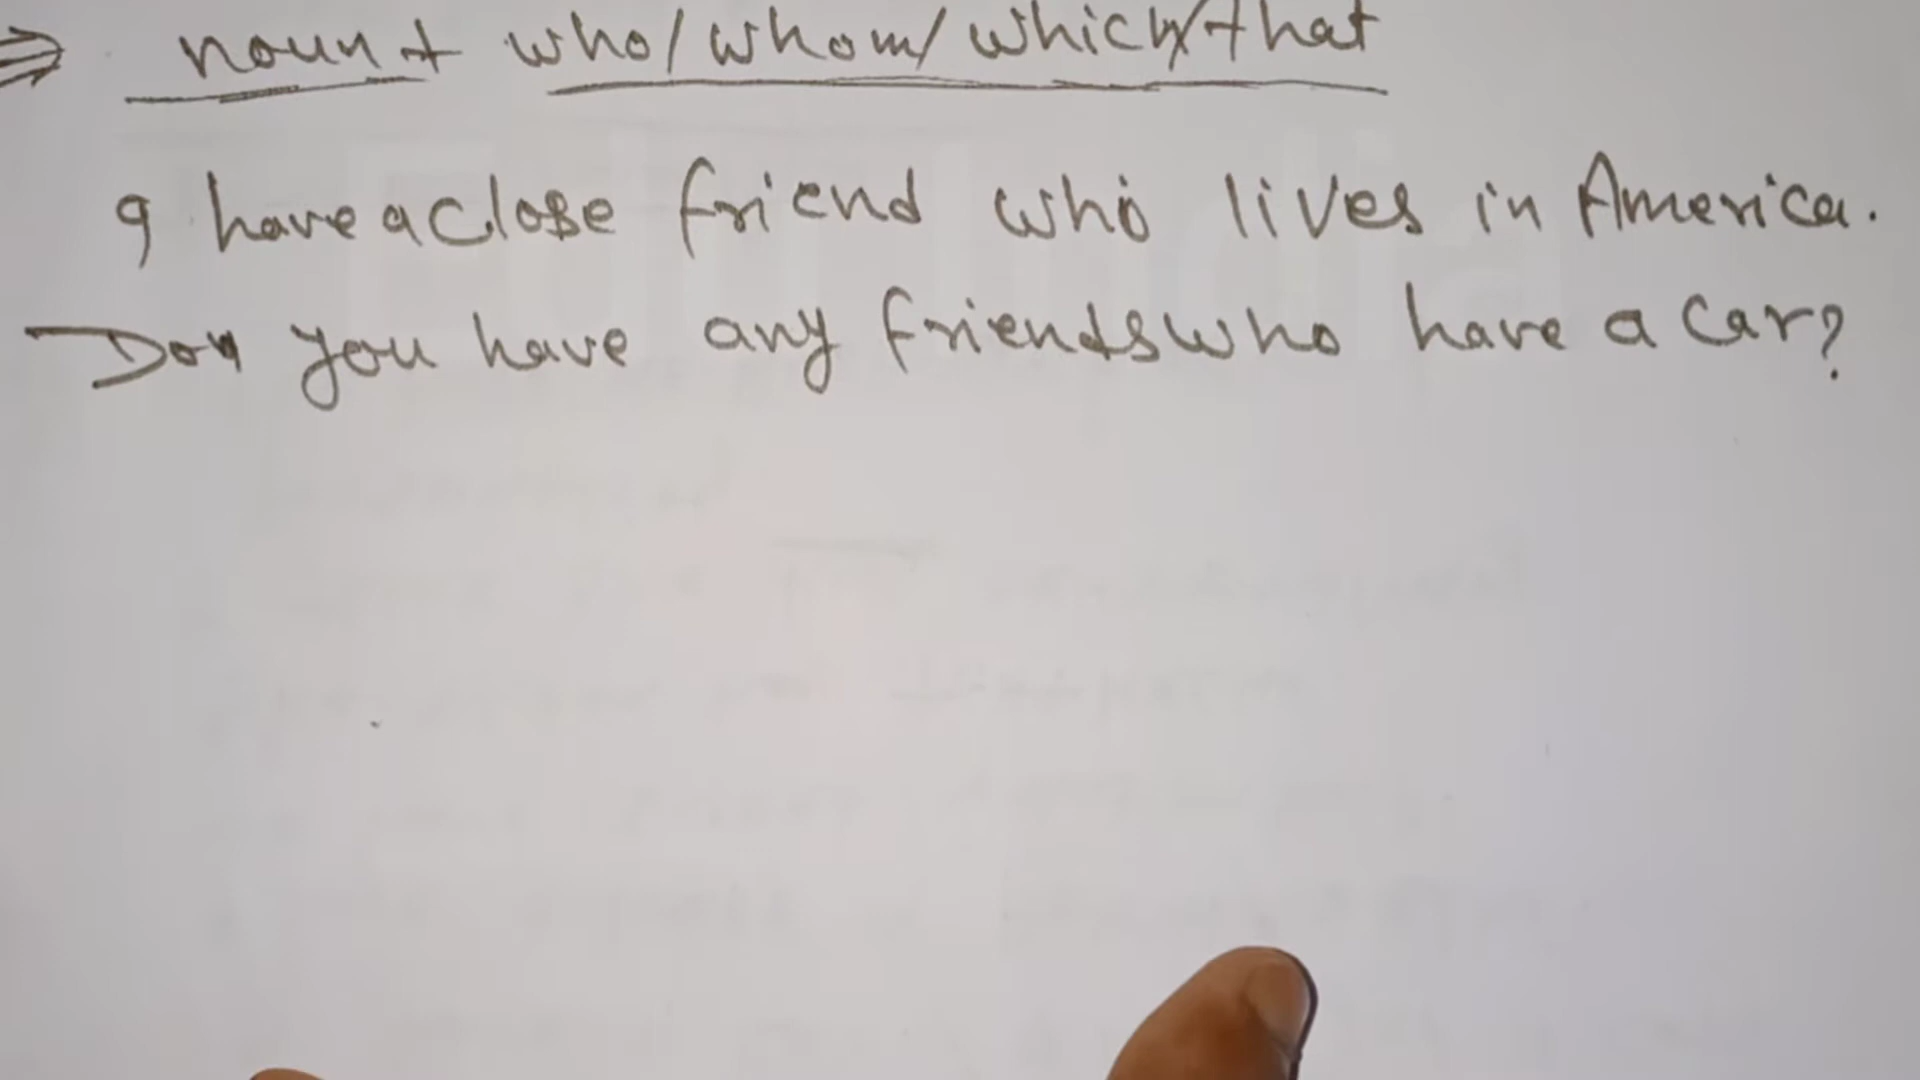 ⇒ noun + who/whom/which/that
I have a close friend who lives in America.
Do you have any friends who have a car?